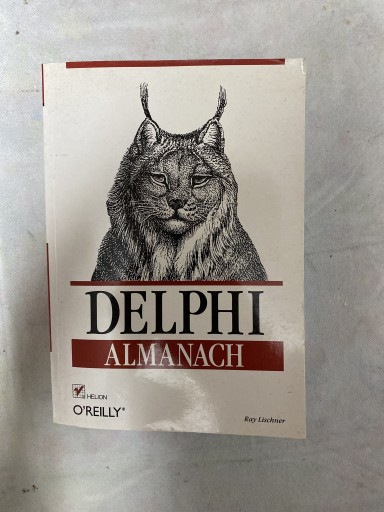 DELPHI
ALMANACH
HELION
O'REILLY®
Ray Lischner